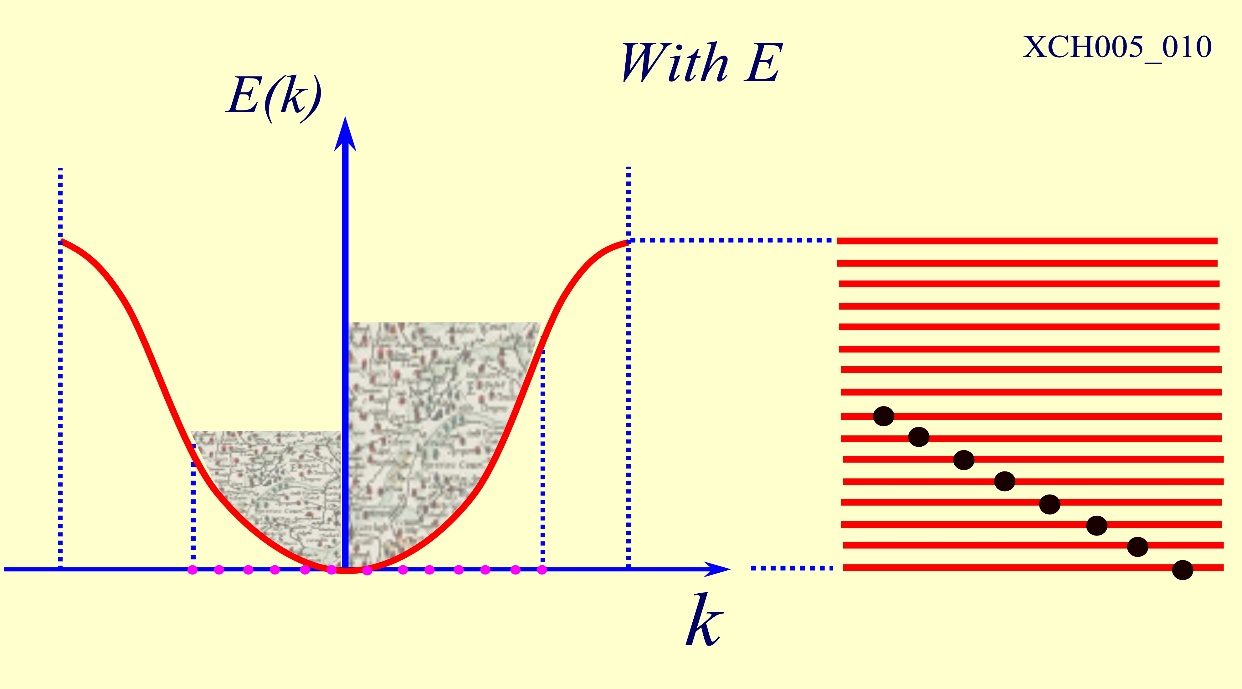 With E
XCH005_010
E(k)
k